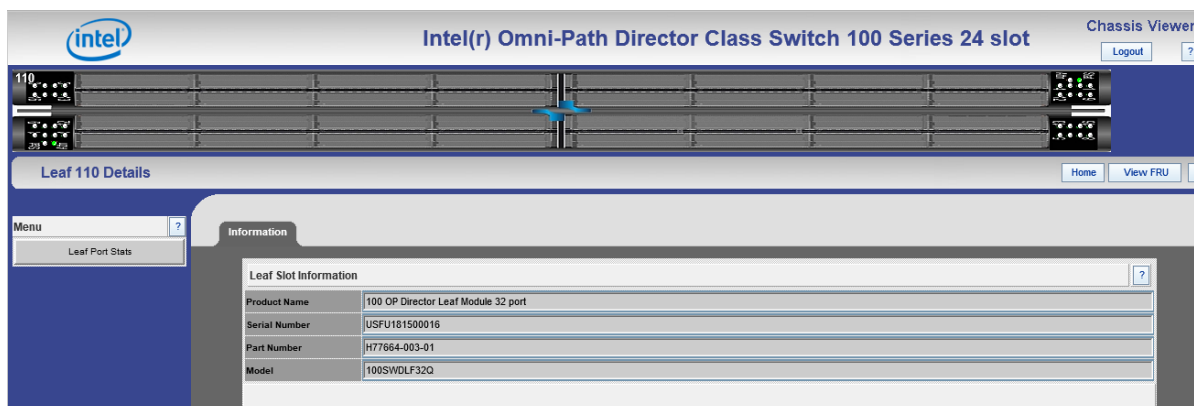 intel
Intel(r) Omni-Path Director Class Switch 100 Series 24 slot
Chassis Viewer
Logout
?
110
Leaf 110 Details
Home
View FRU
Menu
?
Leaf Port Stats
Information
Leaf Slot Information
?
Product Name 100 OP Director Leaf Module 32 port
Serial Number USFU181500016
Part Number H77664-003-01
Model 100SWDLF32Q